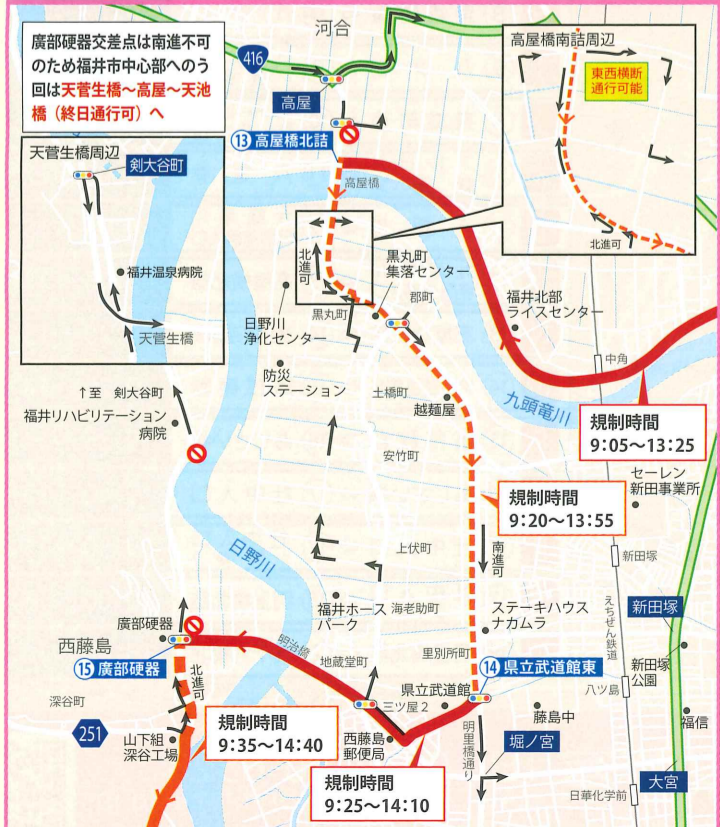 廣部硬器交差点は南進不可
のため福井市中心部へのう
回は天菅生橋〜高屋〜天池
橋（終日通行可）へ
416
河合
高屋
⑬ 高屋橋北詰
高屋橋
高屋橋南詰周辺
東西横断
通行可能
北進可
天菅生橋周辺
剣大谷町
福井温泉病院
天菅生橋
北進可
黒丸町
集落センター
郡町
黒丸町
日野川
浄化センター
防災
ステーション
福井北部
ライスセンター
中角
九頭竜川
土橋町
越麺屋
↑至 剣大谷町
福井リハビリテーション
病院
安竹町
規制時間
9：05〜13：25
規制時間
9：20〜13：55
セーレン
新田事業所
日野川
上伏町
南進可
新田塚
えちぜん鉄道
新田塚
新田塚
公園
福井ホース
パーク
海老助町
ステーキハウス
ナカムラ
廣部硬器
西藤島
明治橋
⑮ 廣部硬器
北進可
地蔵堂町
里別所町
⑭ 県立武道館東
県立武道館
三ツ屋2
八ツ島
藤島中
福信
深谷町
251
山下組
深谷工場
規制時間
9：35〜14：40
西藤島
郵便局
明里橋通り
堀ノ宮
大宮
規制時間
9：25〜14：10
日華化学前